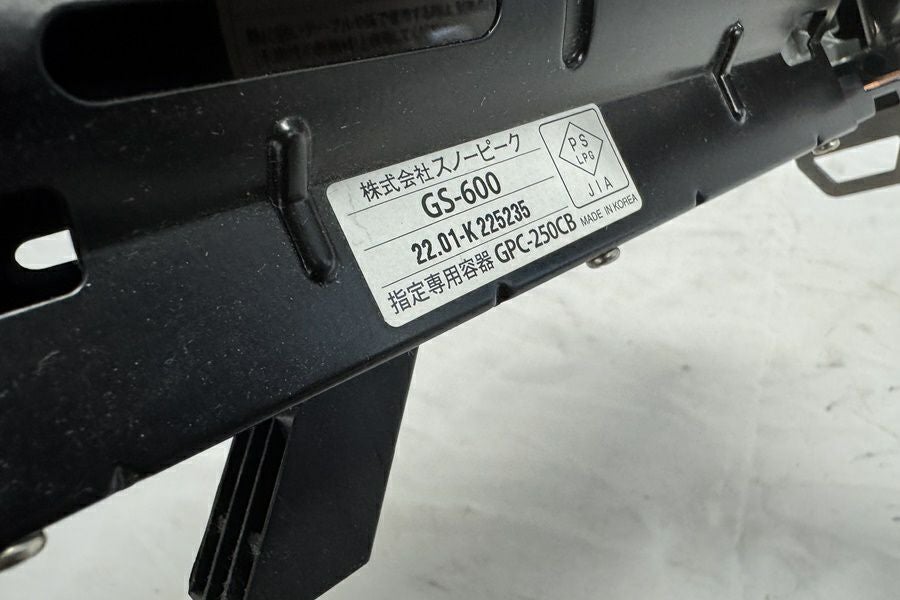 株式会社スノーピーク
GS-600
22.01-K 225235
指定専用容器 GPC-250CB
PS
LPG
JIA
MADE IN KOREA